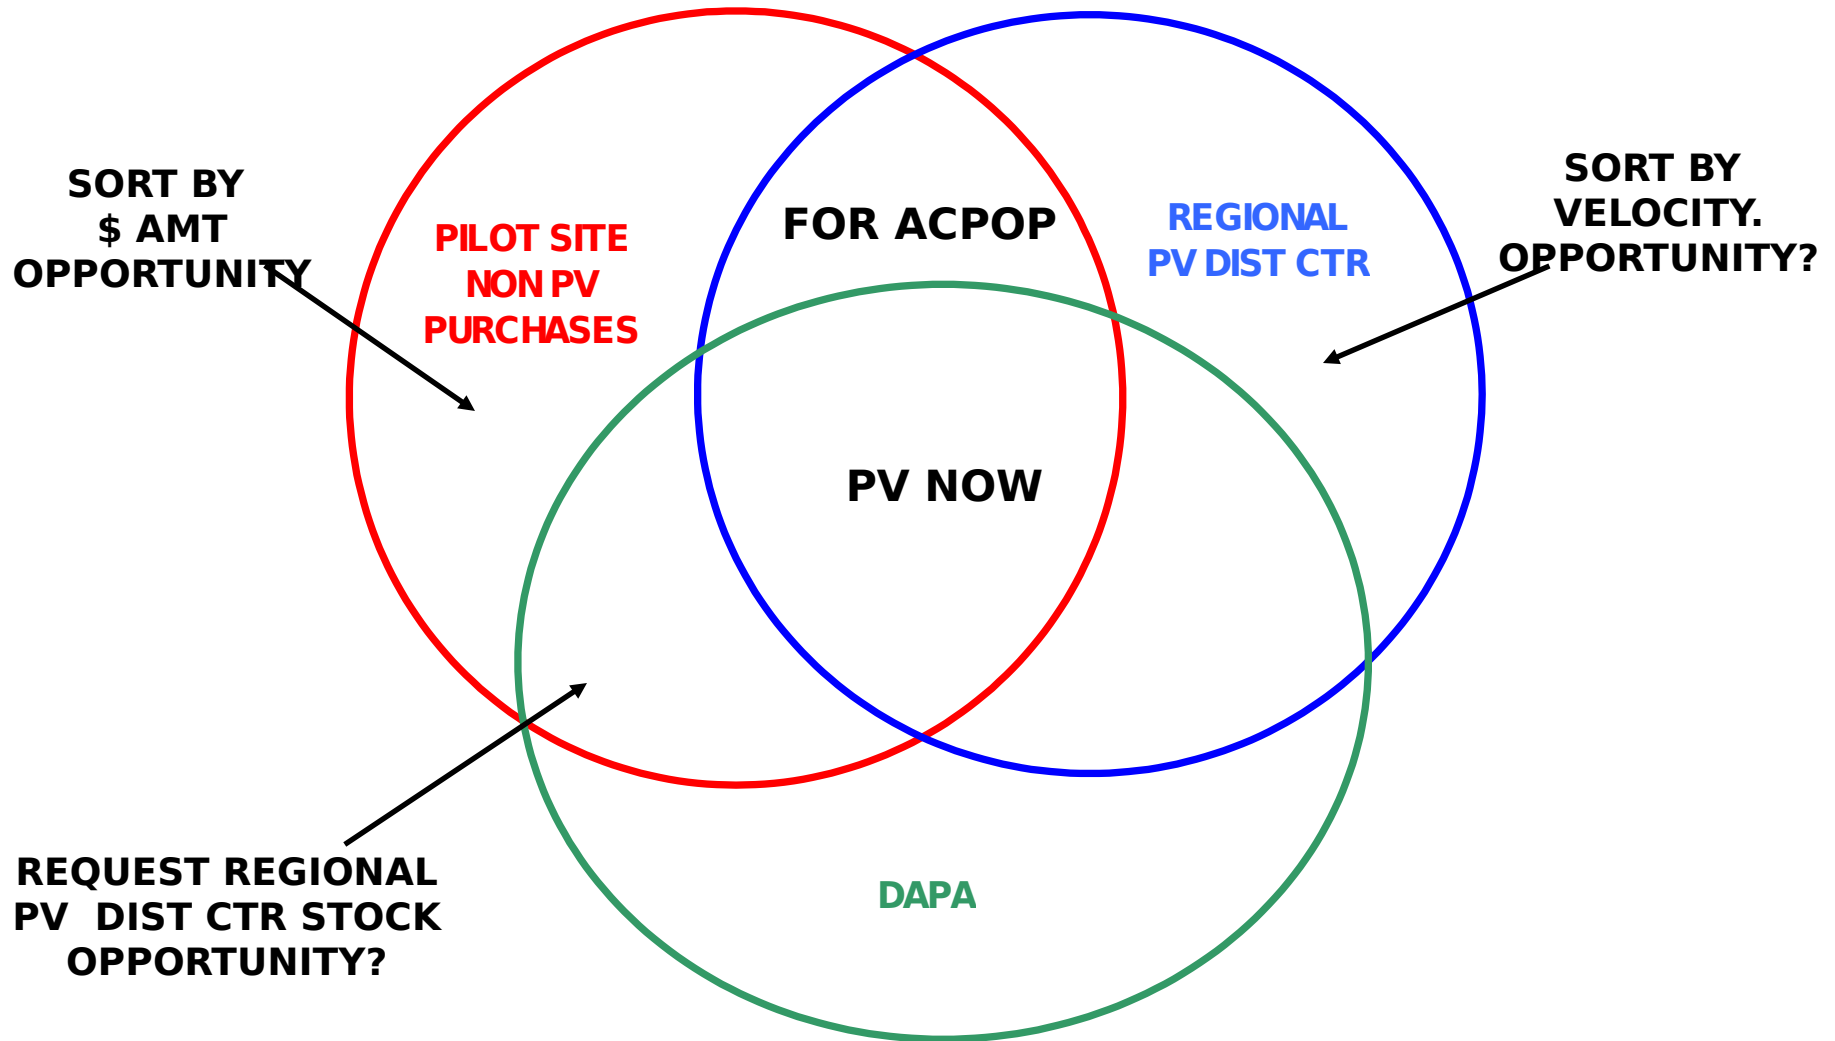 SORT BY
$ AMT
OPPORTUNITY
PILOT SITE
NON PV
PURCHASES
FOR ACPOP
REGIONAL
PV DIST CTR
SORT BY
VELOCITY.
OPPORTUNITY?
PV NOW
REQUEST REGIONAL
PV  DIST CTR STOCK
OPPORTUNITY?
DAPA